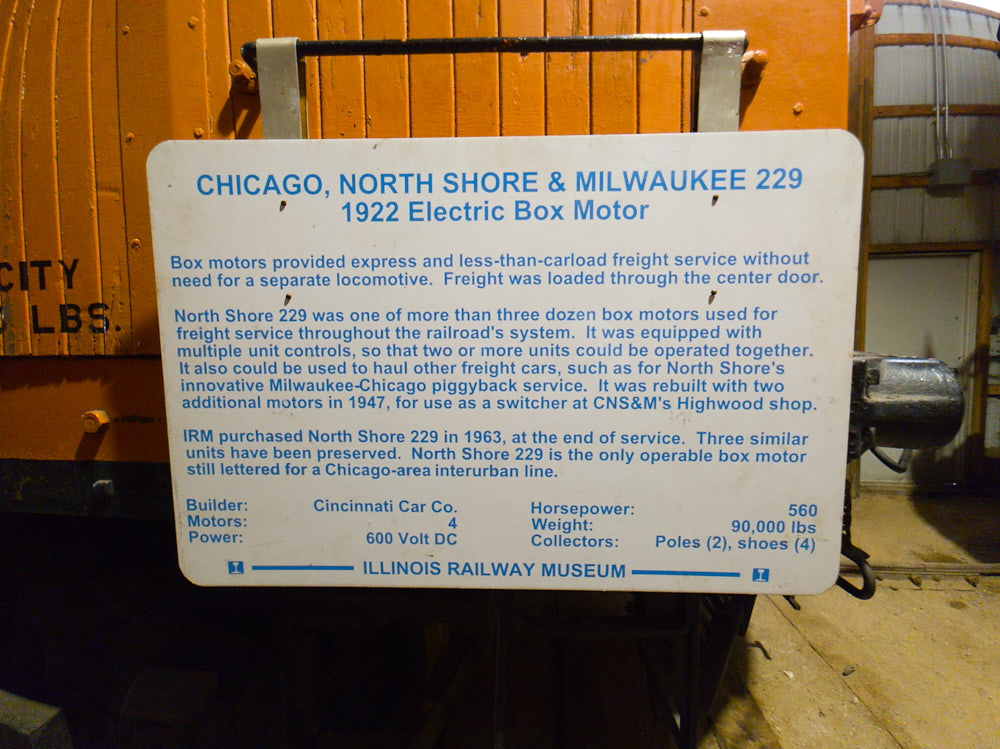 CITY
LBS.
CHICAGO, NORTH SHORE & MILWAUKEE 229
1922 Electric Box Motor
Box motors provided express and less-than-carload freight service without
need for a separate locomotive. Freight was loaded through the center door.
North Shore 229 was one of more than three dozen box motors used for
freight service throughout the railroad's system. It was equipped with
multiple unit controls, so that two or more units could be operated together.
It also could be used to haul other freight cars, such as for North Shore's
innovative Milwaukee-Chicago piggyback service. It was rebuilt with two
additional motors in 1947, for use as a switcher at CNS&M's Highwood shop.
IRM purchased North Shore 229 in 1963, at the end of service. Three similar
units have been preserved. North Shore 229 is the only operable box motor
still lettered for a Chicago-area interurban line.
Builder: Cincinnati Car Co. Horsepower: 560
Motors: 4 Weight: 90,000 lbs
Power: 600 Volt DC Collectors: Poles (2), shoes (4)
ILLINOIS RAILWAY MUSEUM